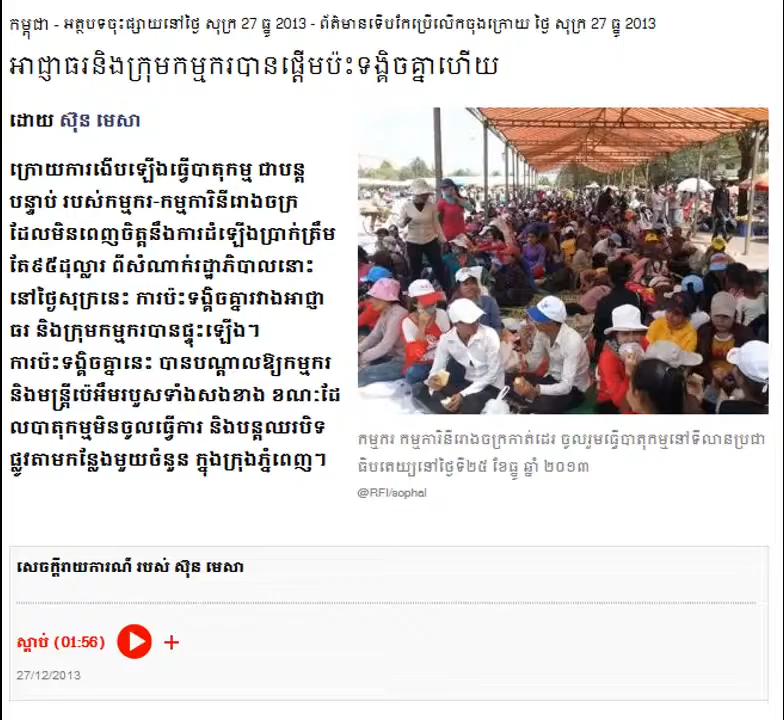 កម្ពុជា - អត្ថបទចុះផ្សាយនៅថ្ងៃ សុក្រ 27 ធ្នូ 2013 - ព័ត៌មានទើបកែប្រែលើកចុងក្រោយ ថ្ងៃ សុក្រ 27 ធ្នូ 2013
អាជ្ញាធរនិងក្រុមកម្មករបានផ្តើមប៉ះទង្គិចគ្នាហើយ
ដោយ ស៊ុន មេសា
ក្រោយការងើបឡើងធ្វើបាតុកម្ម ជាបន្ត
បន្ទាប់ របស់កម្មករ-កម្មការិនីរោងចក្រ
ដែលមិនពេញចិត្តនឹងការដំឡើងប្រាក់ត្រឹម
តែ៩៥ដុល្លារ ពីសំណាក់រដ្ឋាភិបាលនោះ
នៅថ្ងៃសុក្រនេះ ការប៉ះទង្គិចគ្នារវាងអាជ្ញា
ធរ និងក្រុមកម្មករបានផ្ទុះឡើង។
ការប៉ះទង្គិចគ្នានេះ បានបណ្តាលឱ្យកម្មករ
និងមន្ត្រីប៉េអឹមរបួសទាំងសងខាង ខណៈដែ
លបាតុកម្មមិនចូលធ្វើការ និងបន្តឈរបិទ
ផ្លូវតាមកន្លែងមួយចំនួន ក្នុងក្រុងភ្នំពេញ។
កម្មករ កម្មការិនីរោងចក្រកាត់ដេរ ចូលរួមធ្វើបាតុកម្មនៅទីលានប្រជា
ធិបតេយ្យនៅថ្ងៃទី២៥ ខែធ្នូ ឆ្នាំ ២០១៣
@RFI/sophal
សេចក្តីរាយការណ៍ របស់ ស៊ុន មេសា
ស្តាប់ (01:56)
27/12/2013